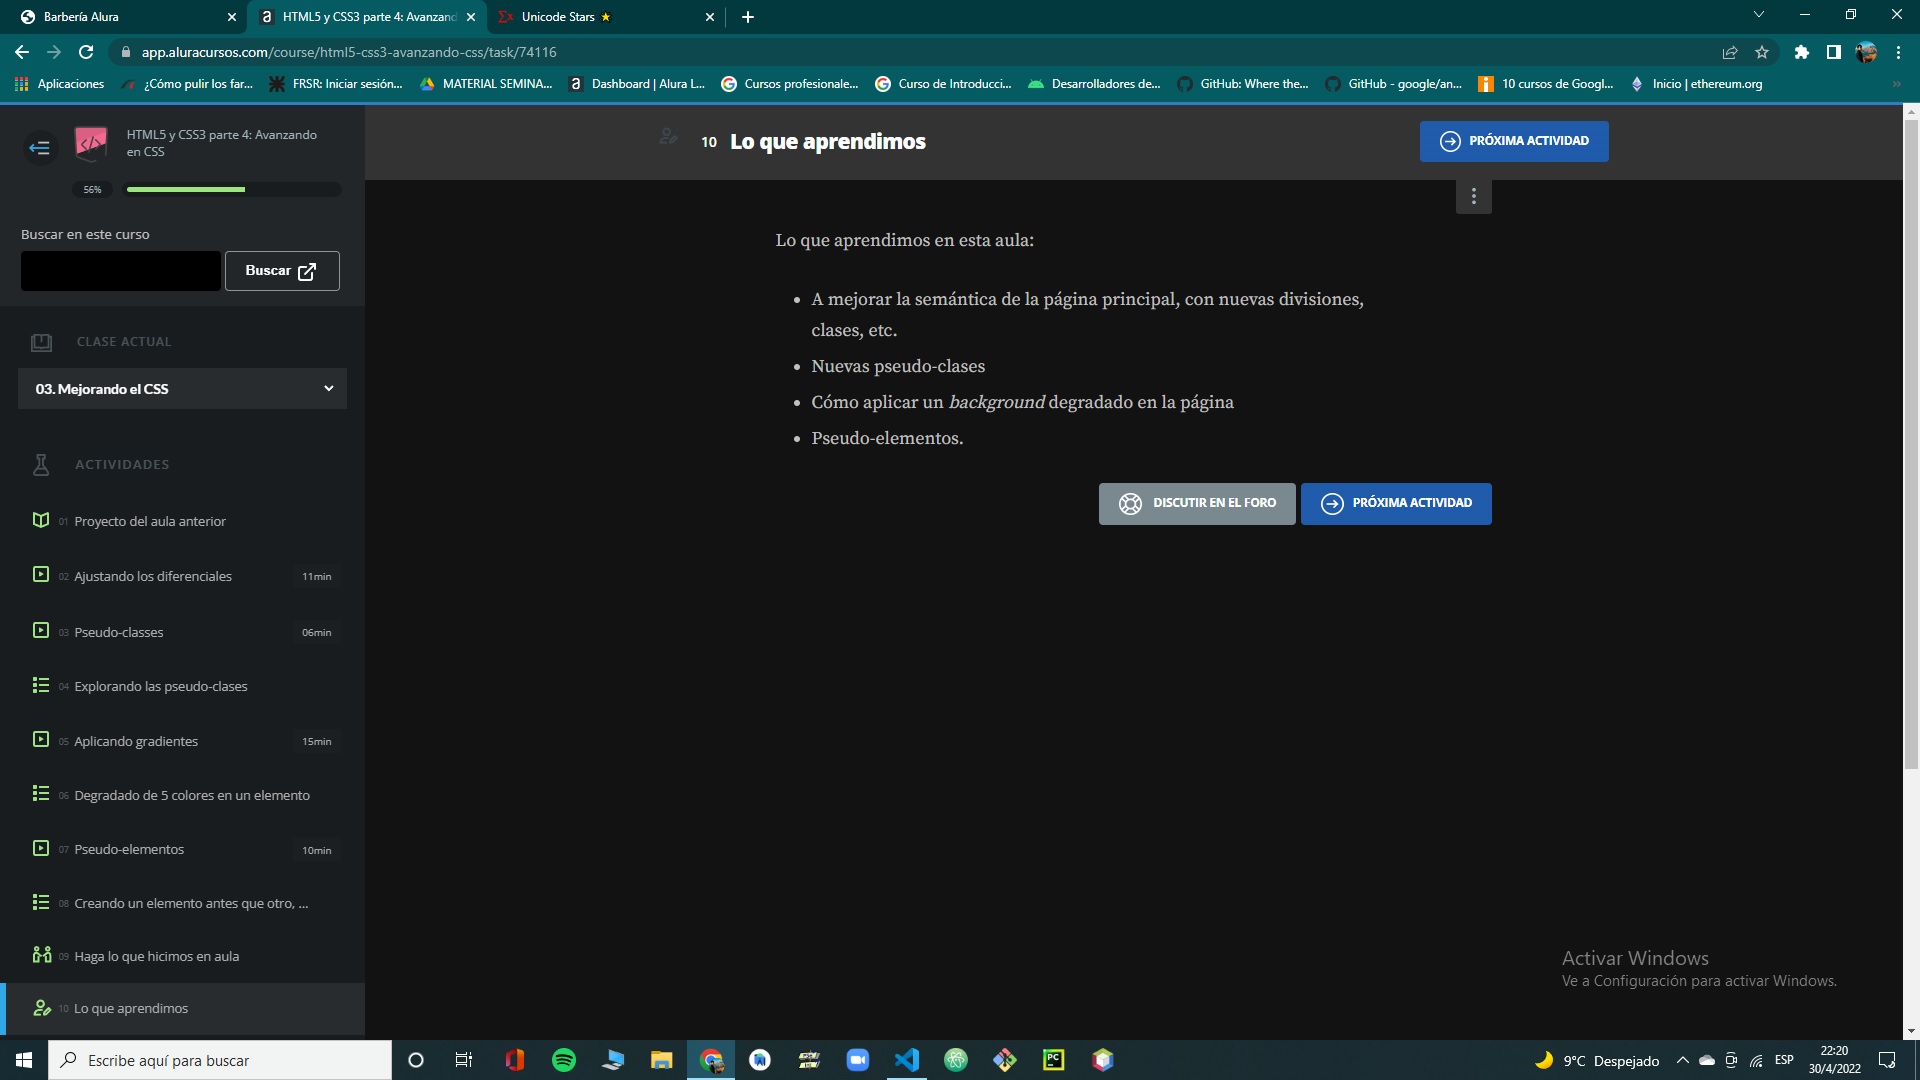 Barbería Alura
HTML5 y CSS3 parte 4: Avanzand
Unicode Stars ⭐
app.aluracursos.com/course/html5-css3-avanzando-css/task/74116
Aplicaciones
¿Cómo pulir los far...
FRSR: Iniciar sesión...
MATERIAL SEMINA...
Dashboard | Alura L...
Cursos profesionale...
Curso de Introducci...
Desarrolladores de...
GitHub: Where the...
GitHub - google/an...
10 cursos de Googl...
Inicio | ethereum.org
HTML5 y CSS3 parte 4: Avanzando
en CSS
56%
Buscar en este curso
Buscar
CLASE ACTUAL
03. Mejorando el CSS
ACTIVIDADES
01 Proyecto del aula anterior
02 Ajustando los diferenciales 11min
03 Pseudo-classes 06min
04 Explorando las pseudo-clases
05 Aplicando gradientes 15min
06 Degradado de 5 colores en un elemento
07 Pseudo-elementos 10min
08 Creando un elemento antes que otro, ...
09 Haga lo que hicimos en aula
10 Lo que aprendimos
10 Lo que aprendimos
PRÓXIMA ACTIVIDAD
Lo que aprendimos en esta aula:
• A mejorar la semántica de la página principal, con nuevas divisiones,
clases, etc.
• Nuevas pseudo-clases
• Cómo aplicar un background degradado en la página
• Pseudo-elementos.
DISCUTIR EN EL FORO
PRÓXIMA ACTIVIDAD
Activar Windows
Ve a Configuración para activar Windows.
Escribe aquí para buscar
PC
9°C Despejado
ESP
22:20
30/4/2022